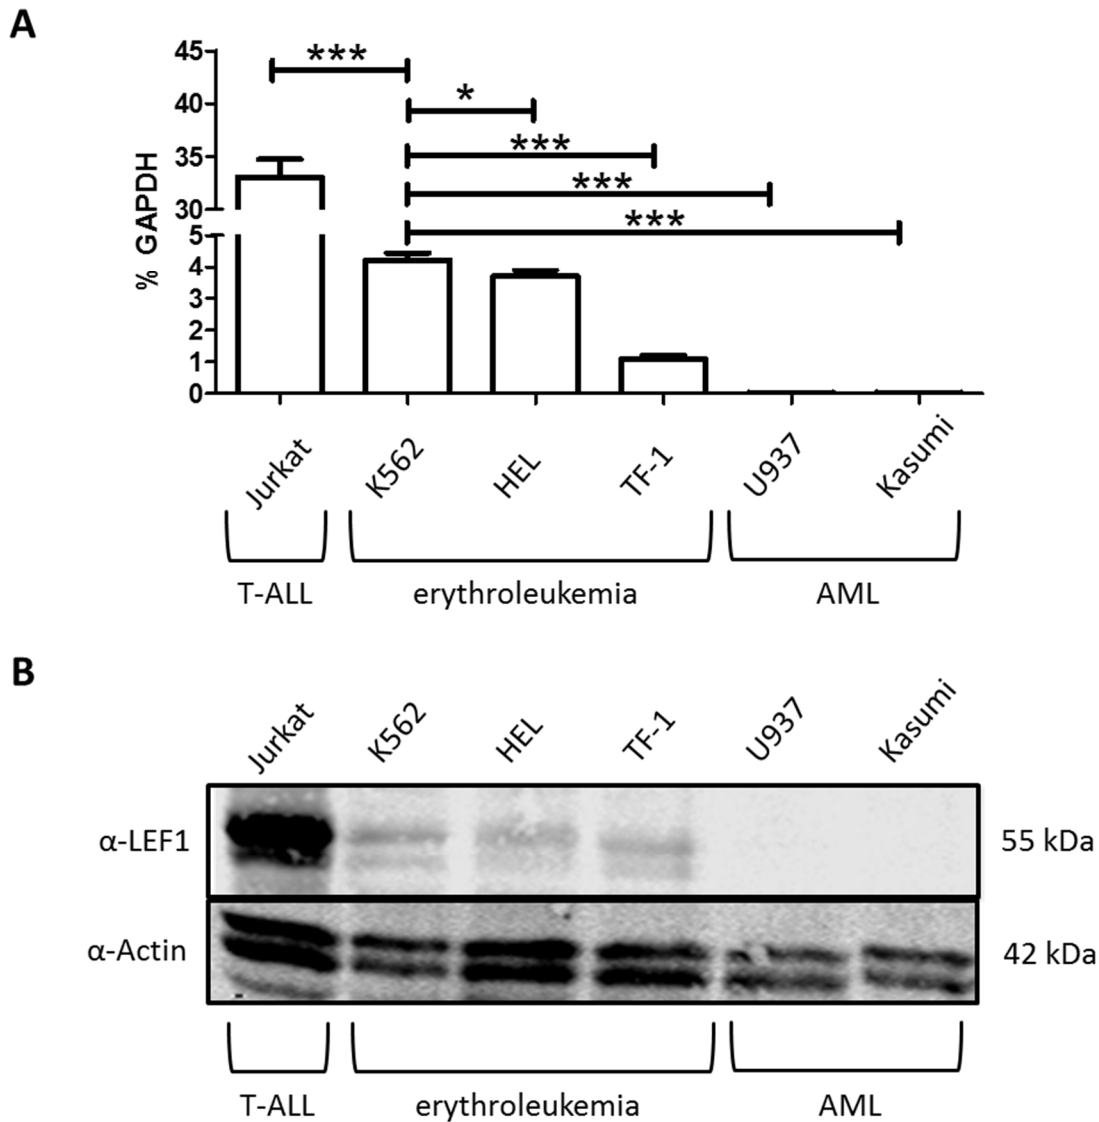 A
45
40
35
30
5
4
3
2
1
0
% GAPDH
***
*
***
***
***
Jurkat K562 HEL TF-1 U937 Kasumi
T-ALL erythroleukemia AML
B
Jurkat K562 HEL TF-1 U937 Kasumi
α-LEF1 55 kDa
α-Actin 42 kDa
T-ALL erythroleukemia AML